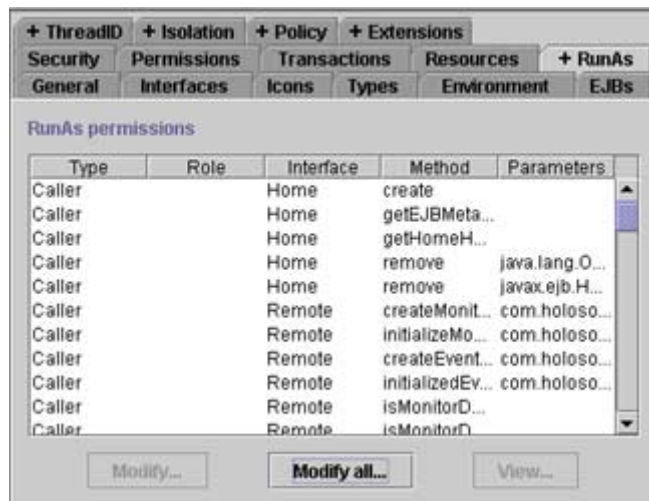 + ThreadID + Isolation + Policy + Extensions
Security Permissions Transactions Resources + RunAs
General Interfaces Icons Types Environment EJBs
RunAs permissions
Type Role Interface Method Parameters
Caller Home create
Caller Home getEJBMeta...
Caller Home getHomeH...
Caller Home remove java.lang.O...
Caller Home remove javax.ejb.H...
Caller Remote createMonit... com.holoso...
Caller Remote initializeMo... com.holoso...
Caller Remote createEvent... com.holoso...
Caller Remote initializedEv... com.holoso...
Caller Remote isMonitorD...
Caller Remote isMonitorD
Modify... Modify all... View...